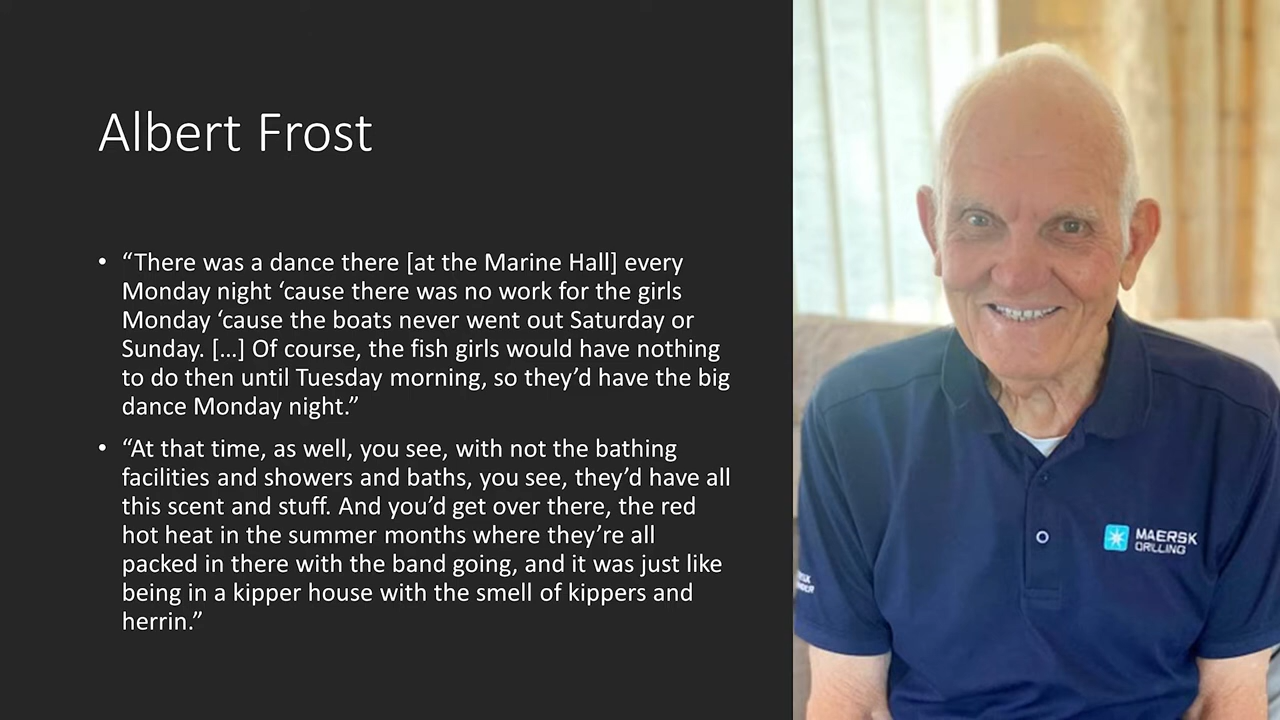 Albert Frost
• “There was a dance there [at the Marine Hall] every
Monday night ‘cause there was no work for the girls
Monday ‘cause the boats never went out Saturday or
Sunday. […] Of course, the fish girls would have nothing
to do then until Tuesday morning, so they’d have the big
dance Monday night.”
• “At that time, as well, you see, with not the bathing
facilities and showers and baths, you see, they’d have all
this scent and stuff. And you’d get over there, the red
hot heat in the summer months where they’re all
packed in there with the band going, and it was just like
being in a kipper house with the smell of kippers and
herrin.”
MAERSK
DRILLING